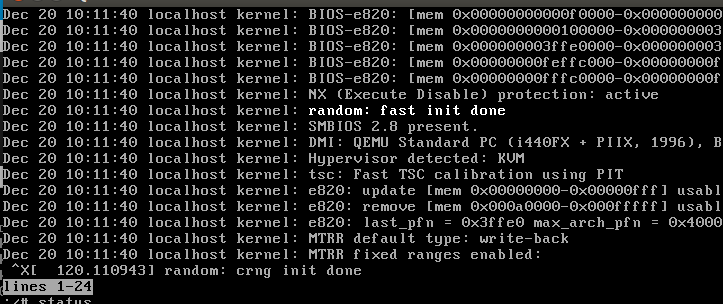 Dec 20 10:11:40 localhost kernel: BIOS-e820: [mem 0x00000000000f0000-0x000000000
Dec 20 10:11:40 localhost kernel: BIOS-e820: [mem 0x0000000000100000-0x000000003
Dec 20 10:11:40 localhost kernel: BIOS-e820: [mem 0x000000003ffe0000-0x000000003
Dec 20 10:11:40 localhost kernel: BIOS-e820: [mem 0x00000000feffc000-0x00000000f
Dec 20 10:11:40 localhost kernel: BIOS-e820: [mem 0x00000000fffc0000-0x00000000f
Dec 20 10:11:40 localhost kernel: NX (Execute Disable) protection: active
Dec 20 10:11:40 localhost kernel: random: fast init done
Dec 20 10:11:40 localhost kernel: SMBIOS 2.8 present.
Dec 20 10:11:40 localhost kernel: DMI: QEMU Standard PC (i440FX + PIIX, 1996), B
Dec 20 10:11:40 localhost kernel: Hypervisor detected: KVM
Dec 20 10:11:40 localhost kernel: tsc: Fast TSC calibration using PIT
Dec 20 10:11:40 localhost kernel: e820: update [mem 0x00000000-0x00000fff] usabl
Dec 20 10:11:40 localhost kernel: e820: remove [mem 0x000a0000-0x000fffff] usabl
Dec 20 10:11:40 localhost kernel: e820: last_pfn = 0x3ffe0 max_arch_pfn = 0x4000
Dec 20 10:11:40 localhost kernel: MTRR default type: write-back
Dec 20 10:11:40 localhost kernel: MTRR fixed ranges enabled:
^X[  120.110943] random: crng init done
lines 1-24
:/# status